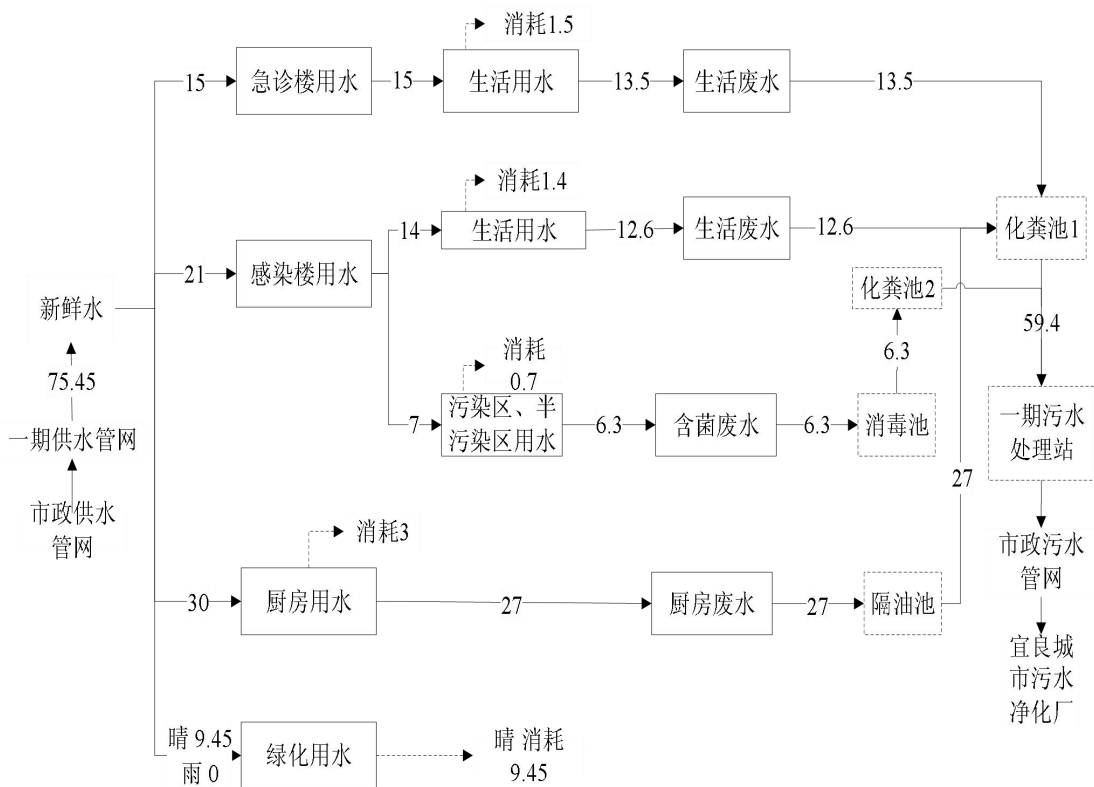 消耗1.5
15
急诊楼用水
15
生活用水
13.5
生活废水
13.5
消耗1.4
14
生活用水
12.6
生活废水
12.6
化粪池1
21
感染楼用水
化粪池2
59.4
新鲜水
75.45
一期供水管网
市政供水
管网
消耗
0.7
6.3
7
污染区、半
污染区用水
6.3
含菌废水
6.3
消毒池
一期污水
处理站
27
消耗3
30
厨房用水
27
厨房废水
27
隔油池
市政污水
管网
宜良城
市污水
净化厂
晴 9.45
雨 0
绿化用水
晴 消耗
9.45